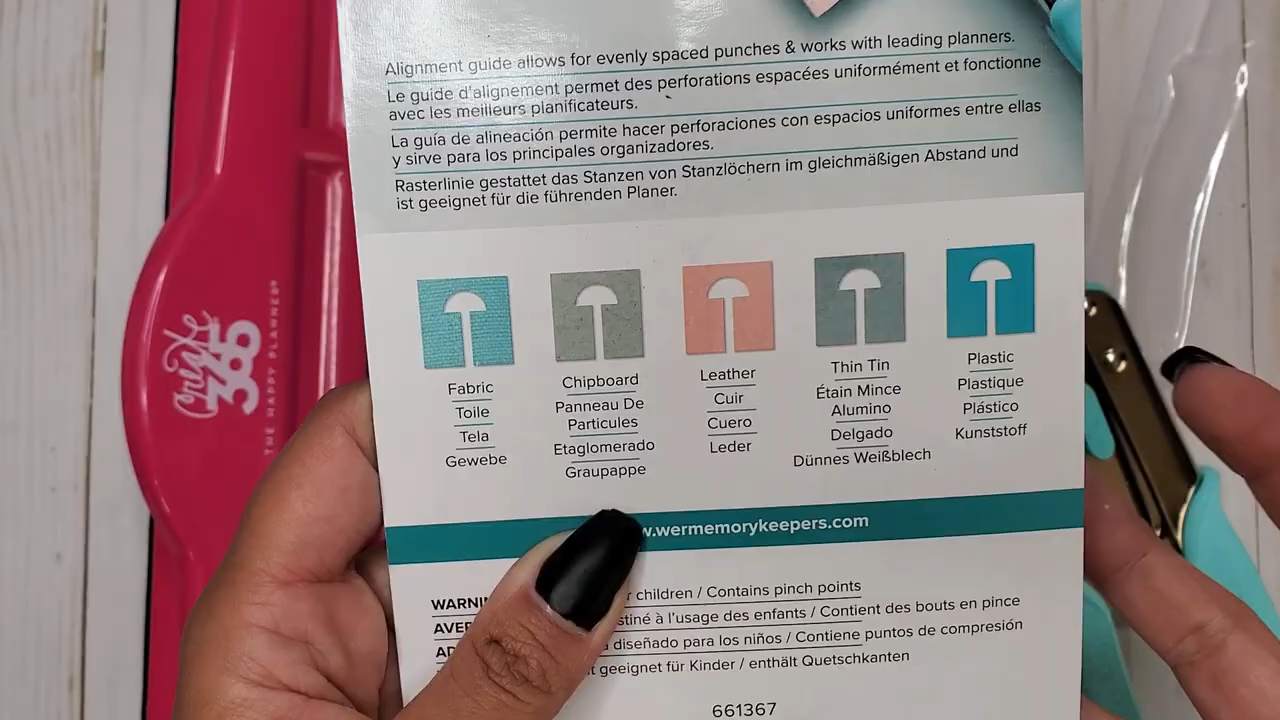 Alignment guide allows for evenly spaced punches & works with leading planners.
Le guide d'alignement permet des perforations espacées uniformément et fonctionne
avec les meilleurs planificateurs.
La guía de alineación permite hacer perforaciones con espacios uniformes entre ellas
y sirve para los principales organizadores.
Rasterlinie gestattet das Stanzen von Stanzlöchern im gleichmäßigen Abstand und
ist geeignet für die führenden Planer.
Fabric
Toile
Tela
Gewebe
Chipboard
Panneau De
Particules
Etaglomerado
Graupappe
Leather
Cuir
Cuero
Leder
Thin Tin
Étain Mince
Alumino
Delgado
Dünnes Weißblech
Plastic
Plastique
Plástico
Kunststoff
w.wermemorykeepers.com
children / Contains pinch points
à l'usage des enfants / Contient des bouts en pince
diseñado para los niños / Contiene puntos de compresión
geeignet für Kinder / enthält Quetschkanten
661367
create
365
THE HAPPY PLANNER®